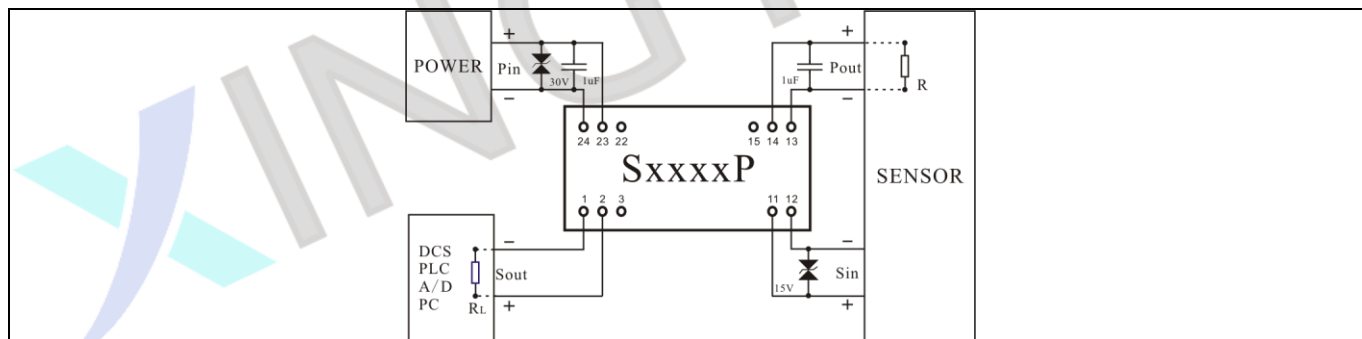 XINGY
POWER
+
Pin
−
30V
1uF
+
1uF
Pout
−
R
24 23 22
15 14 13
SxxxxP
SENSOR
1 2 3
11 12
DCS
PLC
A/D
PC
RL
−
Sout
+
−
15V
Sin
+